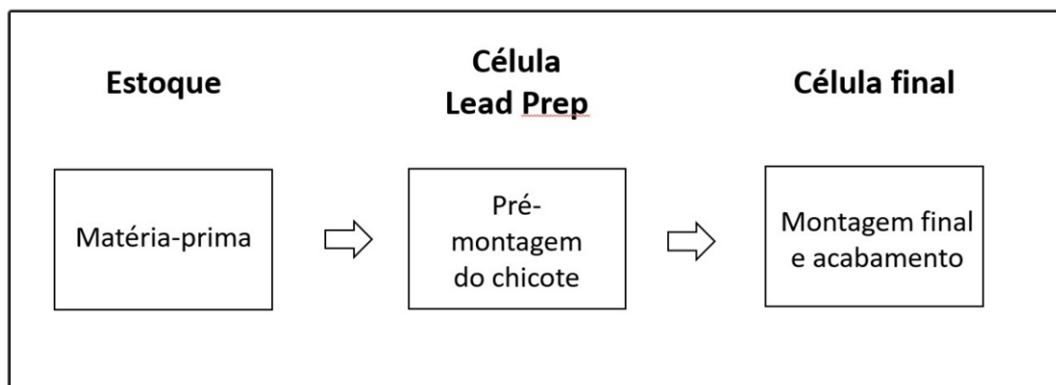 Estoque
Célula
Lead Prep
Célula final
Matéria-prima
Pré-
montagem
do chicote
Montagem final
e acabamento